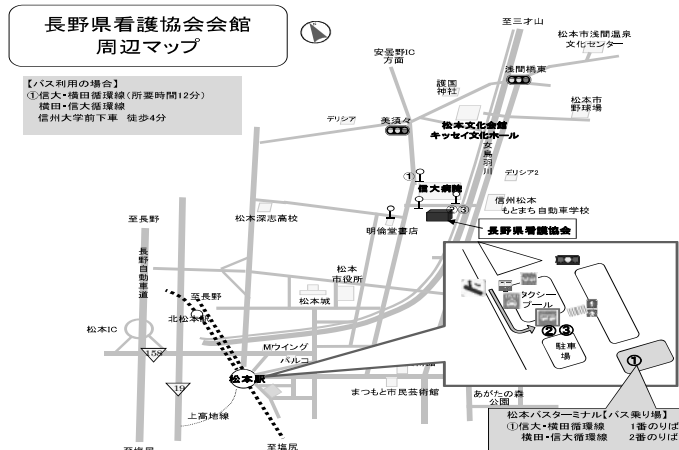 長野県看護協会会館
周辺マップ
【バス利用の場合】
①信大・横田循環線(所要時間12分)
横田・信大循環線
信州大学前下車 徒歩4分
至三才山
松本市浅間温泉
文化センター
安曇野IC
方面
浅間橋東
護国
神社
松本市
野球場
デリシア
美須々
松本文化会館
キッセイ文化ホール
女鳥羽川
①
信大病院
デリシア2
②③
信州松本
もとまち自動車学校
至長野
松本深志高校
明倫堂書店
長野県看護協会
長野自動車道
松本
市役所
至長野
松本城
北松本駅
タクシー
プール
②③
駐車
場
①
松本IC
158
Mウイング
パルコ
松本駅
19
まつもと市民芸術館
あがたの森
公園
上高地線
松本バスターミナル【バス乗り場】
①信大・横田循環線 1番のりば
横田・信大循環線 2番のりば
至塩尻
至塩尻